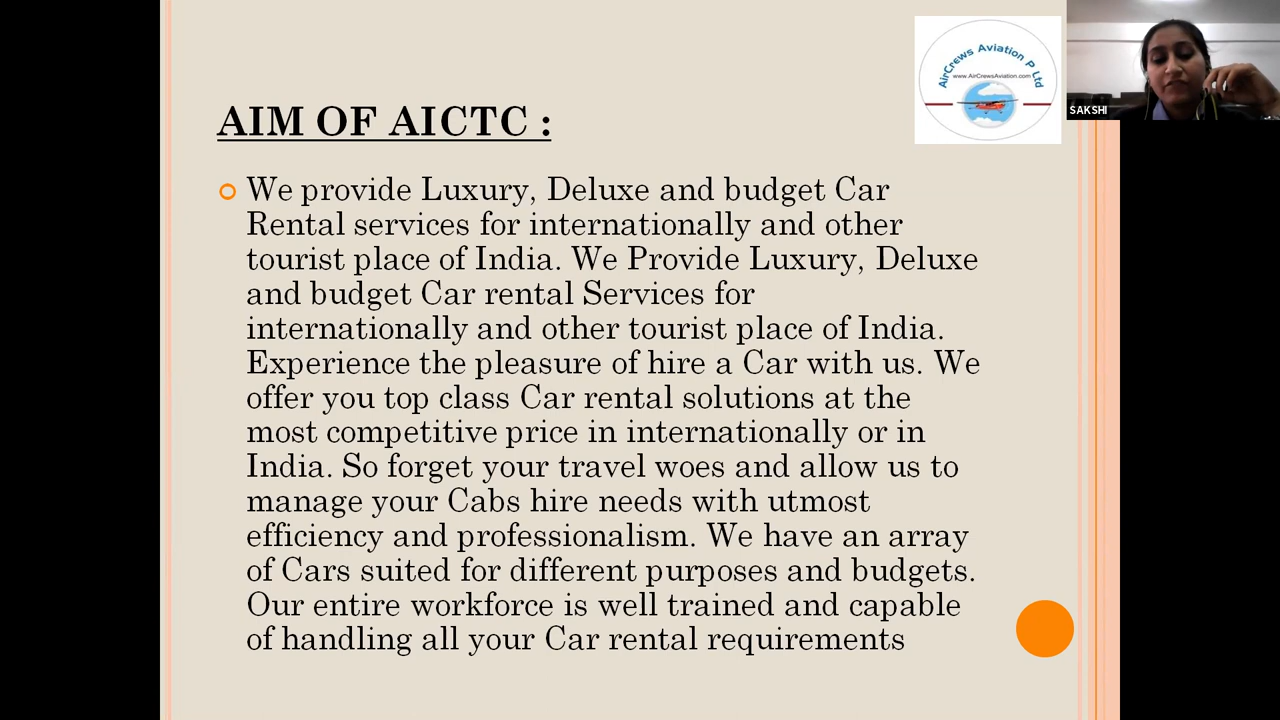 AirCrews Aviation P Ltd
www.AirCrewsAviation.com
SAKSHI
AIM OF AICTC :
We provide Luxury, Deluxe and budget Car
Rental services for internationally and other
tourist place of India. We Provide Luxury, Deluxe
and budget Car rental Services for
internationally and other tourist place of India.
Experience the pleasure of hire a Car with us. We
offer you top class Car rental solutions at the
most competitive price in internationally or in
India. So forget your travel woes and allow us to
manage your Cabs hire needs with utmost
efficiency and professionalism. We have an array
of Cars suited for different purposes and budgets.
Our entire workforce is well trained and capable
of handling all your Car rental requirements